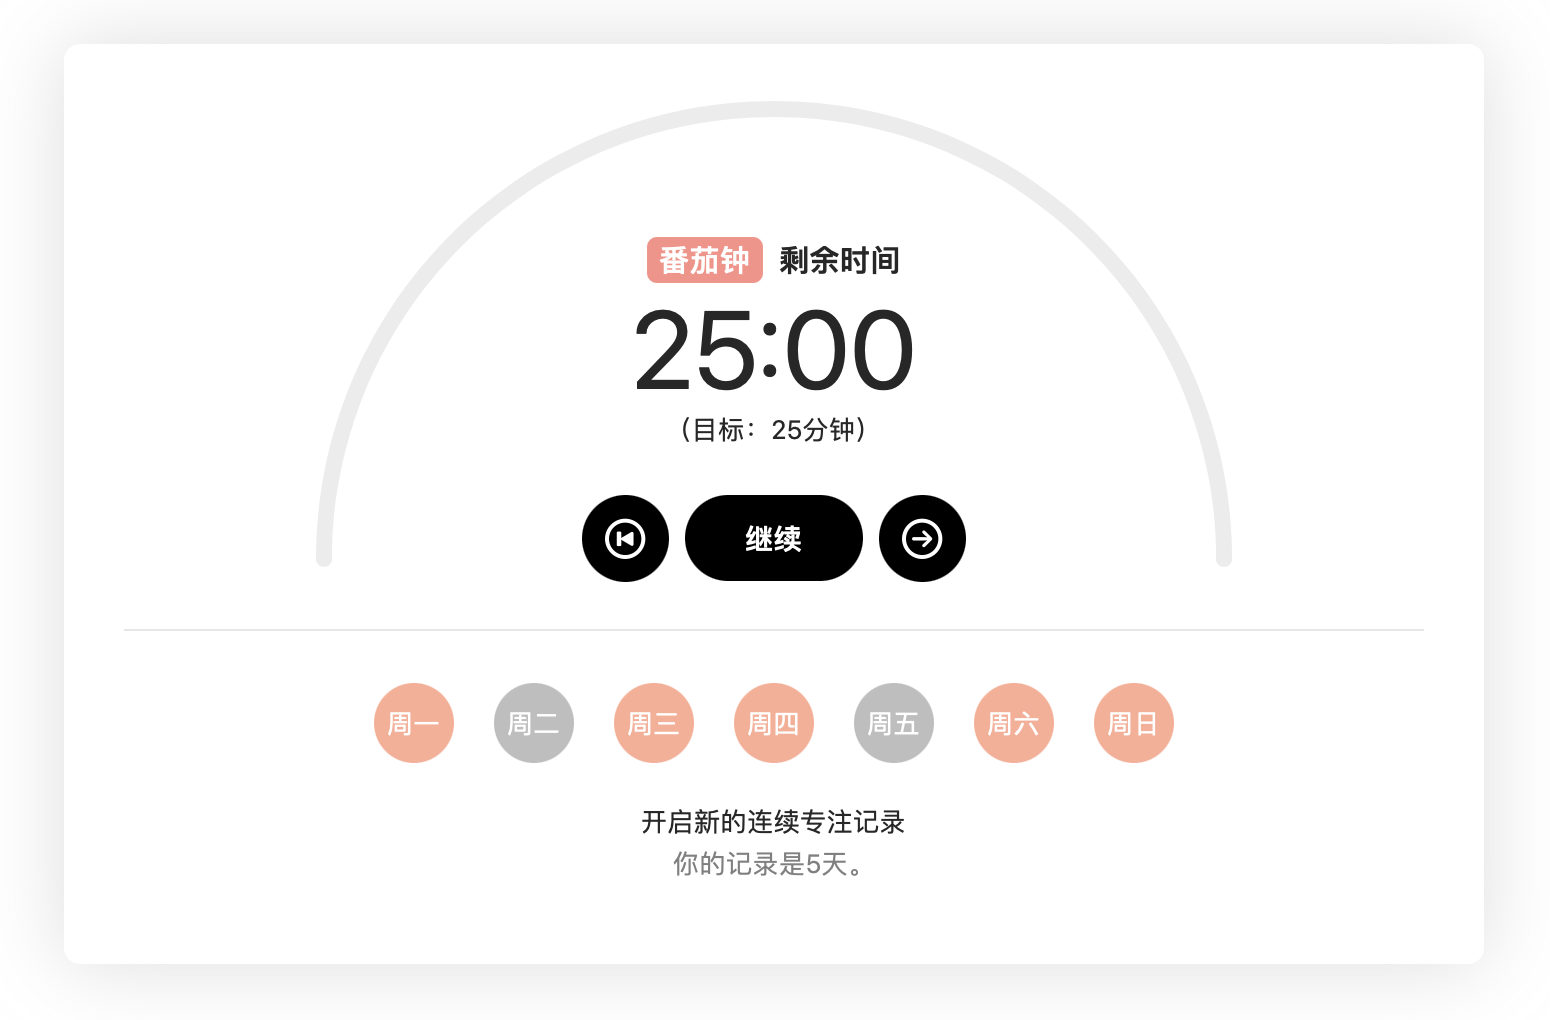 番茄钟 剩余时间
25:00
（目标：25分钟）
继续
周一 周二 周三 周四 周五 周六 周日
开启新的连续专注记录
你的记录是5天。